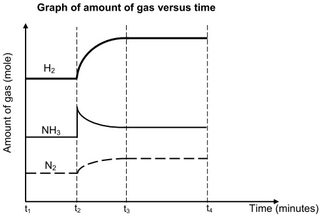 Graph of amount of gas versus time
Amount of gas (mole)
H₂
NH₃
N₂
t₁ t₂ t₃ t₄ Time (minutes)